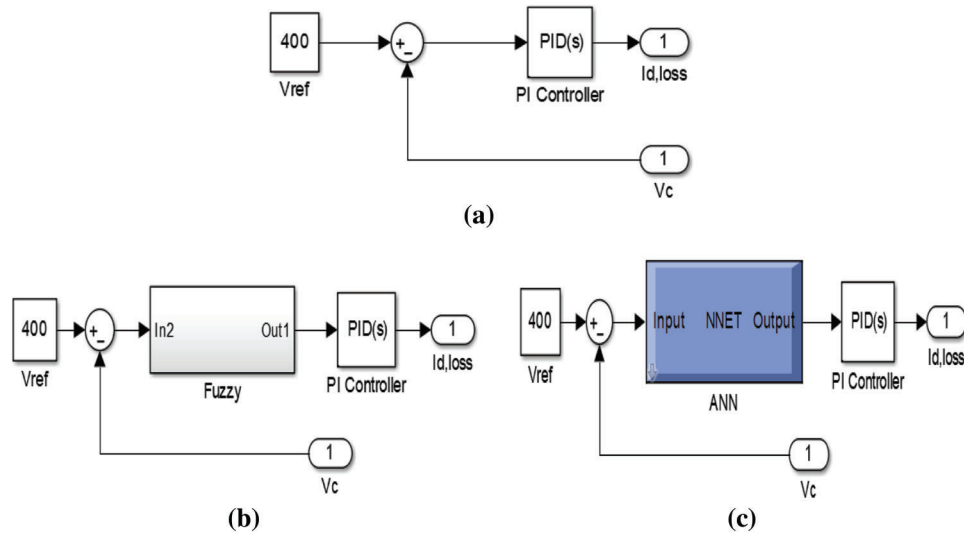 400
Vref
+
−
PID(s)
PI Controller
1
Id,loss
1
Vc
(a)
400
Vref
+
−
In2
Out1
Fuzzy
PID(s)
PI Controller
1
Id,loss
1
Vc
(b)
400
Vref
+
−
Input
NNET
Output
ANN
PID(s)
PI Controller
1
Id,loss
1
Vc
(c)